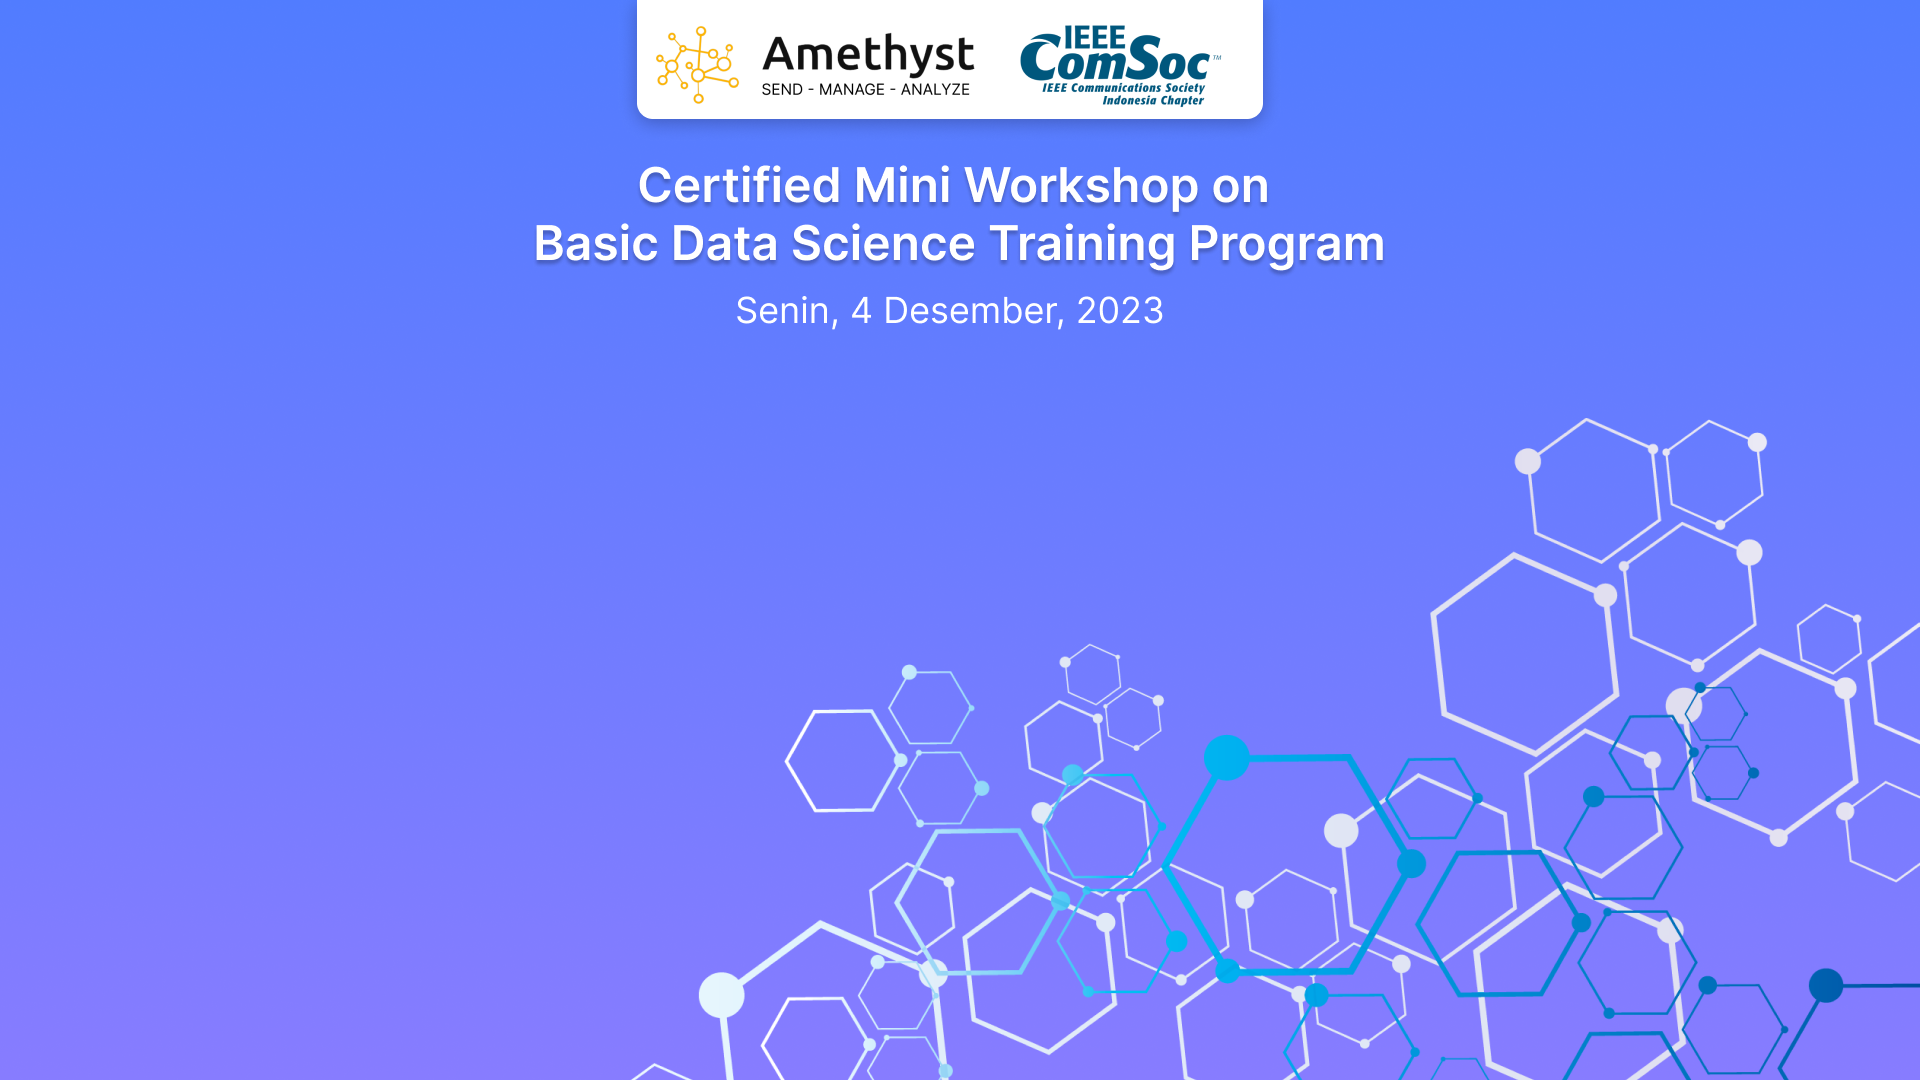 Amethyst
SEND - MANAGE - ANALYZE
IEEE
ComSoc™
IEEE Communications Society
Indonesia Chapter
Certified Mini Workshop on
Basic Data Science Training Program
Senin, 4 Desember, 2023